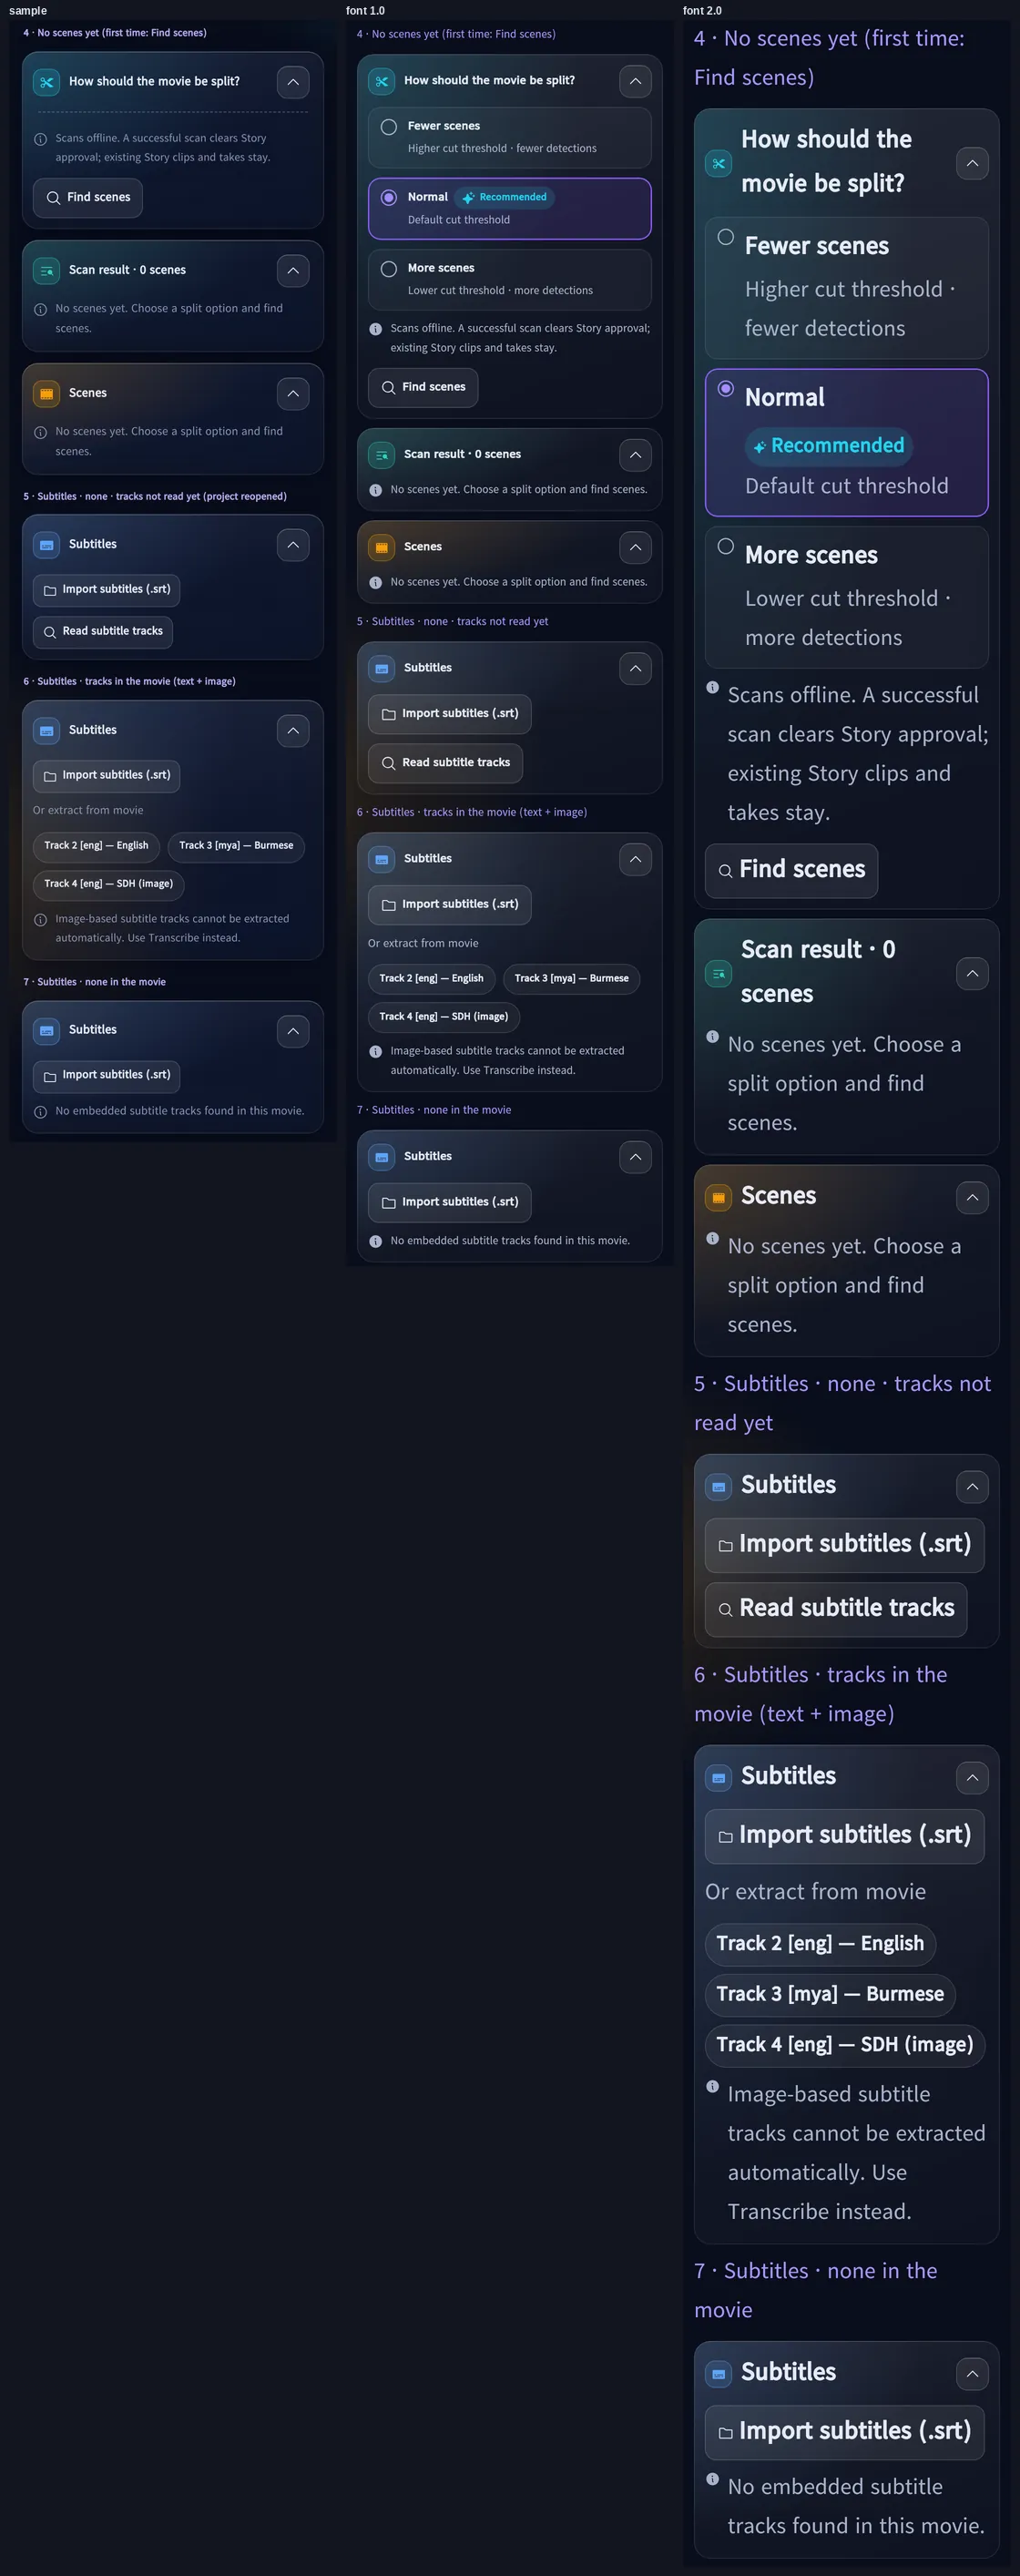 sample
4 · No scenes yet (first time: Find scenes)
How should the movie be split?
Scans offline. A successful scan clears Story
approval; existing Story clips and takes stay.
Find scenes
Scan result · 0 scenes
No scenes yet. Choose a split option and find
scenes.
Scenes
No scenes yet. Choose a split option and find
scenes.
5 · Subtitles · none · tracks not read yet (project reopened)
Subtitles
Import subtitles (.srt)
Read subtitle tracks
6 · Subtitles · tracks in the movie (text + image)
Subtitles
Import subtitles (.srt)
Or extract from movie
Track 2 [eng] — English
Track 3 [mya] — Burmese
Track 4 [eng] — SDH (image)
Image-based subtitle tracks cannot be extracted
automatically. Use Transcribe instead.
7 · Subtitles · none in the movie
Subtitles
Import subtitles (.srt)
No embedded subtitle tracks found in this movie.
font 1.0
4 · No scenes yet (first time: Find scenes)
How should the movie be split?
Fewer scenes
Higher cut threshold · fewer detections
Normal
Recommended
Default cut threshold
More scenes
Lower cut threshold · more detections
Scans offline. A successful scan clears Story approval;
existing Story clips and takes stay.
Find scenes
Scan result · 0 scenes
No scenes yet. Choose a split option and find scenes.
Scenes
No scenes yet. Choose a split option and find scenes.
5 · Subtitles · none · tracks not read yet
Subtitles
Import subtitles (.srt)
Read subtitle tracks
6 · Subtitles · tracks in the movie (text + image)
Subtitles
Import subtitles (.srt)
Or extract from movie
Track 2 [eng] — English
Track 3 [mya] — Burmese
Track 4 [eng] — SDH (image)
Image-based subtitle tracks cannot be extracted
automatically. Use Transcribe instead.
7 · Subtitles · none in the movie
Subtitles
Import subtitles (.srt)
No embedded subtitle tracks found in this movie.
font 2.0
4 · No scenes yet (first time:
Find scenes)
How should the
movie be split?
Fewer scenes
Higher cut threshold ·
fewer detections
Normal
Recommended
Default cut threshold
More scenes
Lower cut threshold ·
more detections
Scans offline. A successful
scan clears Story approval;
existing Story clips and
takes stay.
Find scenes
Scan result · 0
scenes
No scenes yet. Choose a
split option and find
scenes.
Scenes
No scenes yet. Choose a
split option and find
scenes.
5 · Subtitles · none · tracks not
read yet
Subtitles
Import subtitles (.srt)
Read subtitle tracks
6 · Subtitles · tracks in the
movie (text + image)
Subtitles
Import subtitles (.srt)
Or extract from movie
Track 2 [eng] — English
Track 3 [mya] — Burmese
Track 4 [eng] — SDH (image)
Image-based subtitle
tracks cannot be extracted
automatically. Use
Transcribe instead.
7 · Subtitles · none in the
movie
Subtitles
Import subtitles (.srt)
No embedded subtitle
tracks found in this movie.